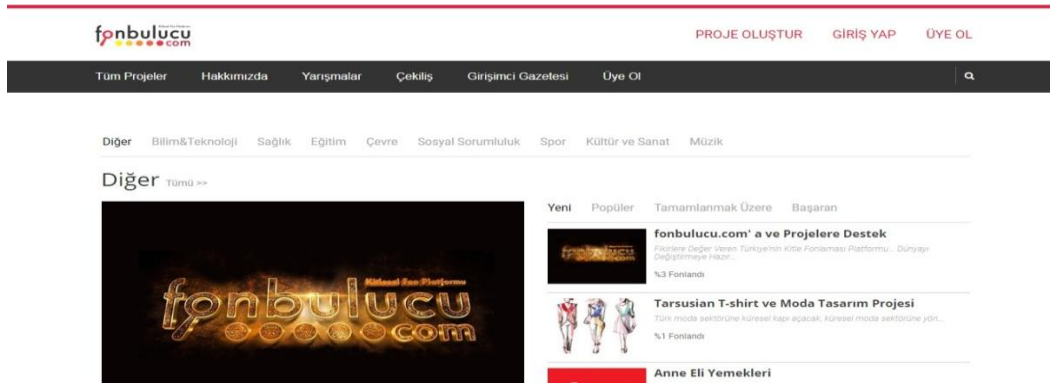 fonbulucu
com
PROJE OLUŞTUR GİRİŞ YAP ÜYE OL
Tüm Projeler Hakkımızda Yarışmalar Çekiliş Girişimci Gazetesi Üye Ol
Diğer Bilim&Teknoloji Sağlık Eğitim Çevre Sosyal Sorumluluk Spor Kültür ve Sanat Müzik
Diğer Tümü >>
Kitlesel Fon Platformu
fonbulucu
com
Yeni Popüler Tamamlanmak Üzere Başaran
fonbulucu.com' a ve Projelere Destek
Fikirlere Değer Veren Türkiye'nin Kitle Fonlaması Platformu... Dünyayı
Değiştirmeye Hazır...
%3 Fonlandı
Tarsusian T-shirt ve Moda Tasarım Projesi
Türk moda sektörüne küresel kapı açacak, küresel moda sektörüne yön...
%1 Fonlandı
Anne Eli Yemekleri